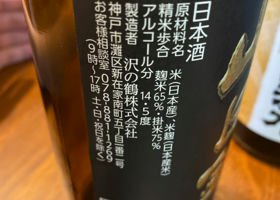 日本酒
原材料名 米(日本産)、米麹(日本産米)
精米歩合 麹米65%・掛米75%
アルコール分 14.5度
製造者 沢の鶴株式会社
神戸市灘区新在家南町五丁目一番二号
お客様相談室 078-881-1269
(9時〜17時 土・日・祝日を除く)